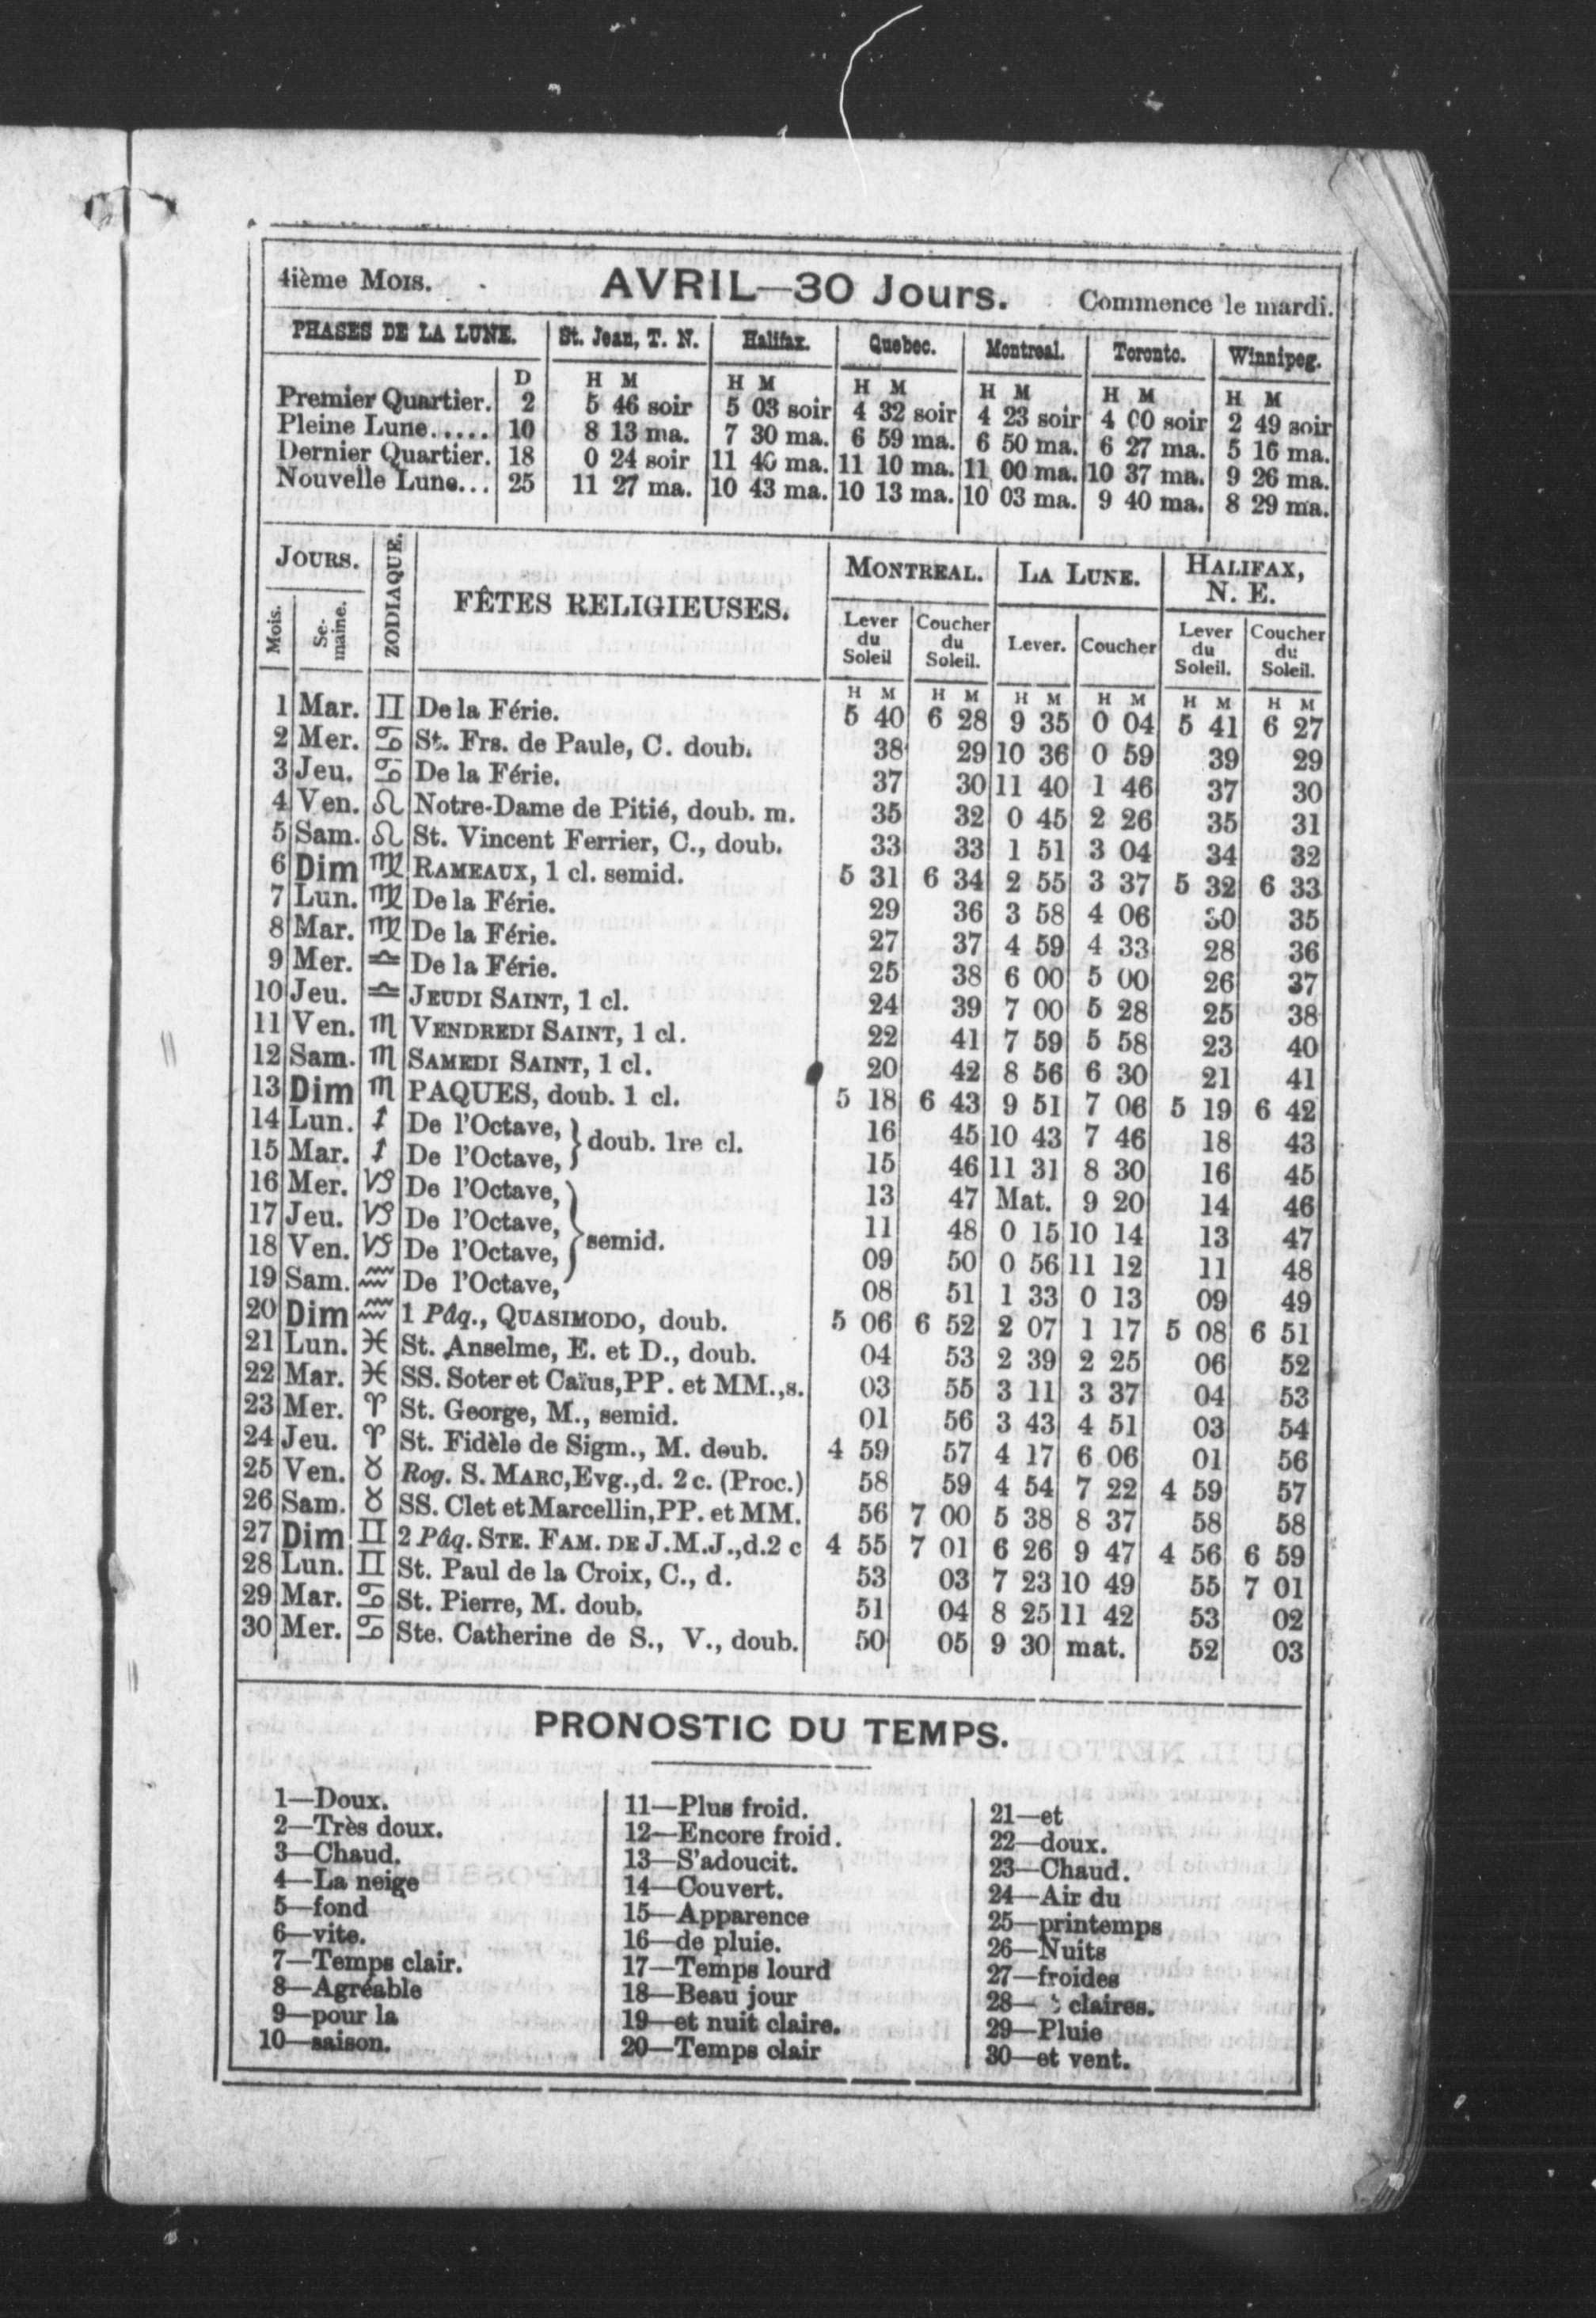 4ième Mois. AVRIL—30 Jours. Commence le mardi.
PHASES DE LA LUNE. St. Jean, T. N. Halifax. Quebec. Montreal. Toronto. Winnipeg.
D H M H M H M H M H M H M
Premier Quartier. 2 5 46 soir 5 03 soir 4 32 soir 4 23 soir 4 00 soir 2 49 soir
Pleine Lune..... 10 8 13 ma. 7 30 ma. 6 59 ma. 6 50 ma. 6 27 ma. 5 16 ma.
Dernier Quartier. 18 0 24 soir 11 40 ma. 11 10 ma. 11 00 ma. 10 37 ma. 9 26 ma.
Nouvelle Lune... 25 11 27 ma. 10 43 ma. 10 13 ma. 10 03 ma. 9 40 ma. 8 29 ma.
JOURS. ZODIAQUE. FÊTES RELIGIEUSES. MONTREAL. LA LUNE. HALIFAX, N. E.
Mois. Se-maine. Lever du Soleil Coucher du Soleil. Lever. Coucher Lever du Soleil. Coucher du Soleil.
H M H M H M H M H M H M
1 Mar. ♊ De la Férie. 5 40 6 28 9 35 0 04 5 41 6 27
2 Mer. ♋ St. Frs. de Paule, C. doub. 38 29 10 36 0 59 39 29
3 Jeu. ♋ De la Férie. 37 30 11 40 1 46 37 30
4 Ven. ♌ Notre-Dame de Pitié, doub. m. 35 32 0 45 2 26 35 31
5 Sam. ♌ St. Vincent Ferrier, C., doub. 33 33 1 51 3 04 34 32
6 Dim ♍ RAMEAUX, 1 cl. semid. 5 31 6 34 2 55 3 37 5 32 6 33
7 Lun. ♍ De la Férie. 29 36 3 58 4 06 30 35
8 Mar. ♍ De la Férie. 27 37 4 59 4 33 28 36
9 Mer. ♎ De la Férie. 25 38 6 00 5 00 26 37
10 Jeu. ♎ JEUDI SAINT, 1 cl. 24 39 7 00 5 28 25 38
11 Ven. ♏ VENDREDI SAINT, 1 cl. 22 41 7 59 5 58 23 40
12 Sam. ♏ SAMEDI SAINT, 1 cl. 20 42 8 56 6 30 21 41
13 Dim ♏ PAQUES, doub. 1 cl. 5 18 6 43 9 51 7 06 5 19 6 42
14 Lun. ♐ De l'Octave, } doub. 1re cl. 16 45 10 43 7 46 18 43
15 Mar. ♐ De l'Octave, 15 46 11 31 8 30 16 45
16 Mer. ♑ De l'Octave, 13 47 Mat. 9 20 14 46
17 Jeu. ♑ De l'Octave, } semid. 11 48 0 15 10 14 13 47
18 Ven. ♑ De l'Octave, 09 50 0 56 11 12 11 48
19 Sam. ♒ De l'Octave, 08 51 1 33 0 13 09 49
20 Dim ♒ 1 Pâq., QUASIMODO, doub. 5 06 6 52 2 07 1 17 5 08 6 51
21 Lun. ♓ St. Anselme, E. et D., doub. 04 53 2 39 2 25 06 52
22 Mar. ♓ SS. Soter et Caïus, PP. et MM., s. 03 55 3 11 3 37 04 53
23 Mer. ♈ St. George, M., semid. 01 56 3 43 4 51 03 54
24 Jeu. ♈ St. Fidèle de Sigm., M. doub. 4 59 57 4 17 6 06 01 56
25 Ven. ♉ Rog. S. MARC, Evg., d. 2 c. (Proc.) 58 59 4 54 7 22 4 59 57
26 Sam. ♉ SS. Clet et Marcellin, PP. et MM. 56 7 00 5 38 8 37 58 58
27 Dim ♊ 2 Pâq. STE. FAM. DE J.M.J., d. 2 c 4 55 7 01 6 26 9 47 4 56 6 59
28 Lun. ♊ St. Paul de la Croix, C., d. 53 03 7 23 10 49 55 7 01
29 Mar. ♋ St. Pierre, M. doub. 51 04 8 25 11 42 53 02
30 Mer. ♋ Ste. Catherine de S., V., doub. 50 05 9 30 mat. 52 03
PRONOSTIC DU TEMPS.
1—Doux.
2—Très doux.
3—Chaud.
4—La neige
5—fond
6—vite.
7—Temps clair.
8—Agréable
9—pour la
10—saison.
11—Plus froid.
12—Encore froid.
13—S'adoucit.
14—Couvert.
15—Apparence
16—de pluie.
17—Temps lourd
18—Beau jour
19—et nuit claire.
20—Temps clair
21—et
22—doux.
23—Chaud.
24—Air du
25—printemps
26—Nuits
27—froides
28— claires.
29—Pluie
30—et vent.